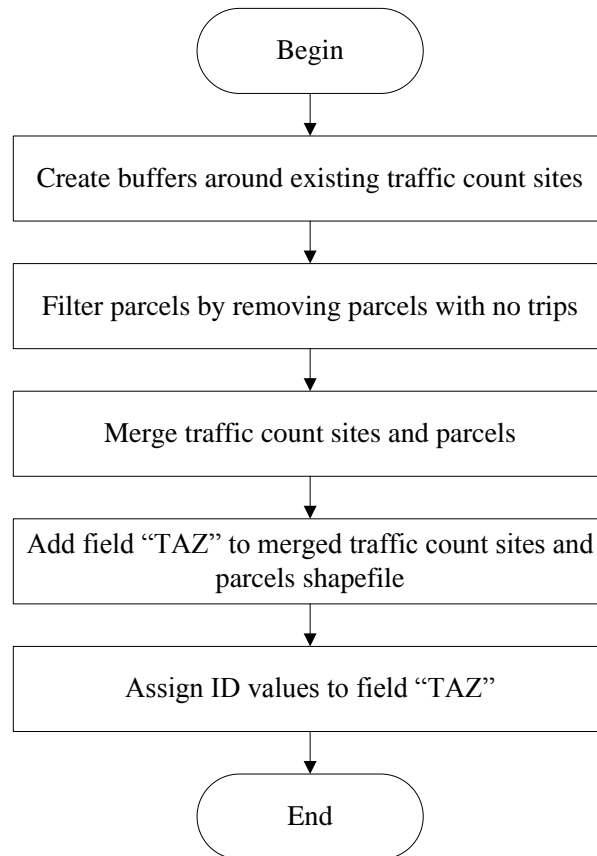 Begin
Create buffers around existing traffic count sites
Filter parcels by removing parcels with no trips
Merge traffic count sites and parcels
Add field “TAZ” to merged traffic count sites and
parcels shapefile
Assign ID values to field “TAZ”
End